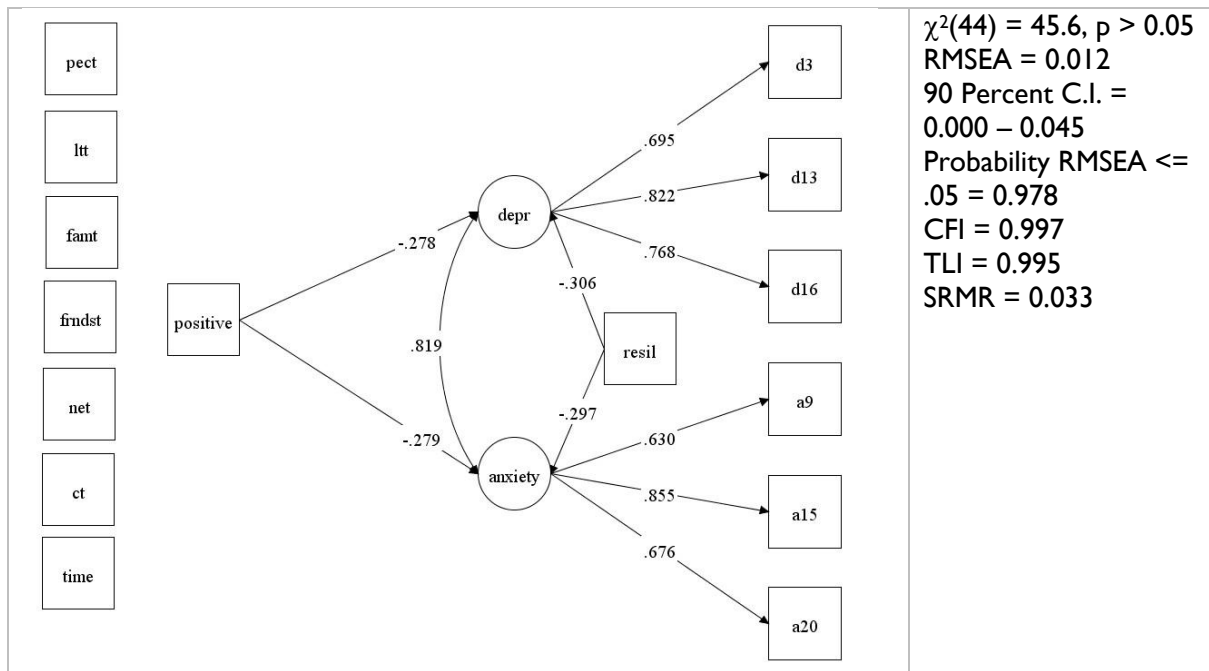 pect
ltt
famt
frndst
net
ct
time
positive
-.278
-.279
depr
.819
anxiety
-.306
resil
-.297
.695
.822
.768
.630
.855
.676
d3
d13
d16
a9
a15
a20
χ²(44) = 45.6, p > 0.05
RMSEA = 0.012
90 Percent C.I. =
0.000 – 0.045
Probability RMSEA <=
.05 = 0.978
CFI = 0.997
TLI = 0.995
SRMR = 0.033